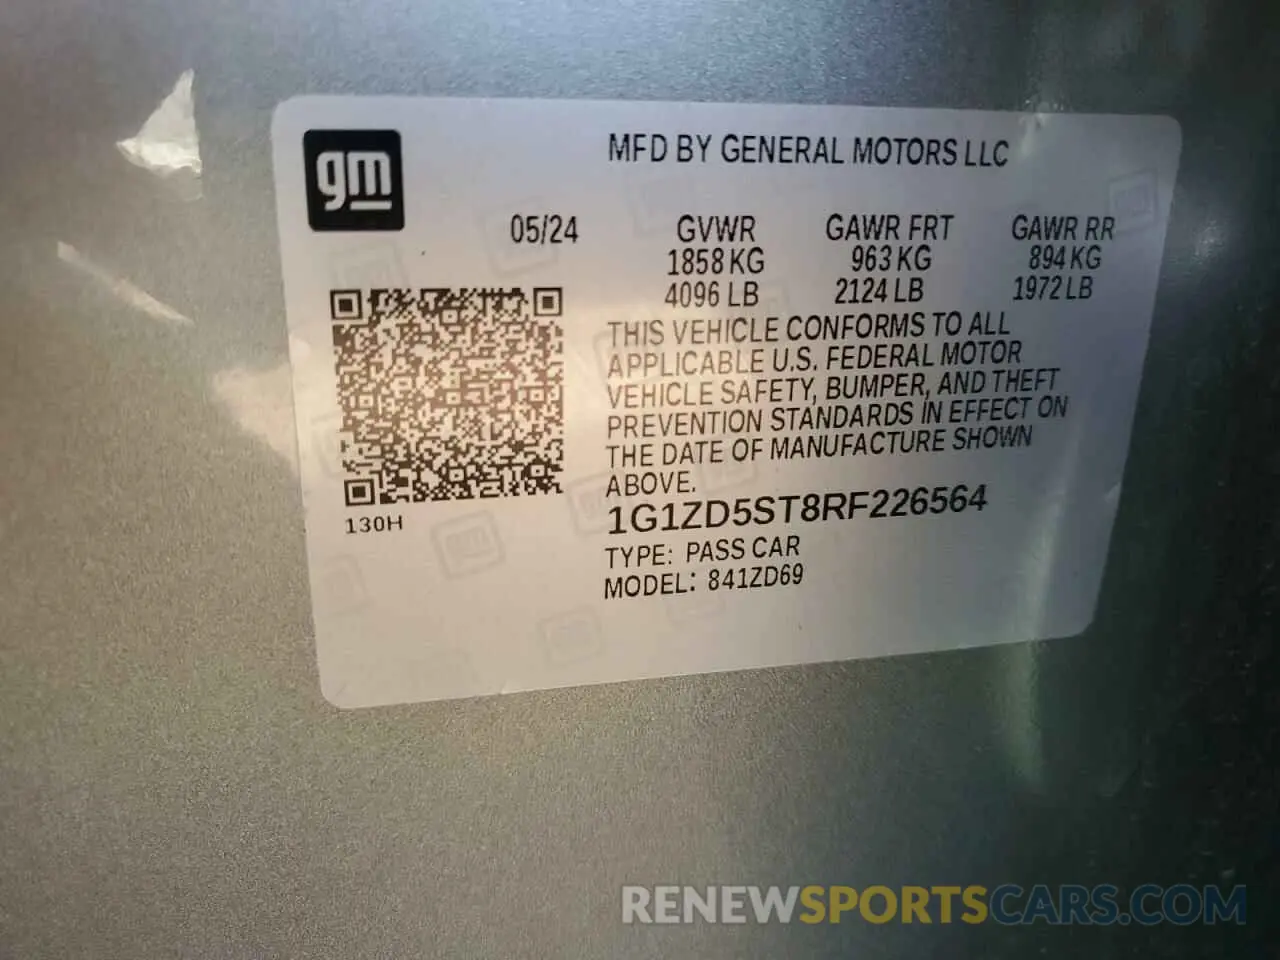 gm
MFD BY GENERAL MOTORS LLC
05/24 GVWR GAWR FRT GAWR RR
1858 KG 963 KG 894 KG
4096 LB 2124 LB 1972 LB
THIS VEHICLE CONFORMS TO ALL
APPLICABLE U.S. FEDERAL MOTOR
VEHICLE SAFETY, BUMPER, AND THEFT
PREVENTION STANDARDS IN EFFECT ON
THE DATE OF MANUFACTURE SHOWN
ABOVE.
130H
1G1ZD5ST8RF226564
TYPE: PASS CAR
MODEL: 841ZD69
RENEWSPORTSCARS.COM